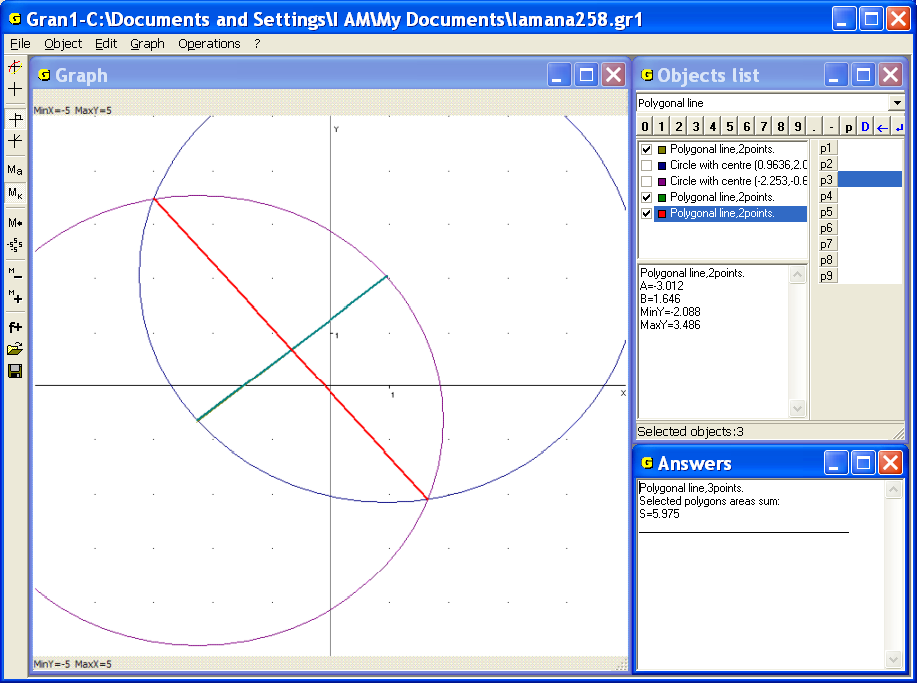 Gran1-C:\Documents and Settings\I AM\My Documents\lamana258.gr1
File Object Edit Graph Operations ?
Graph
MinX=-5 MaxY=5
Y
1
1
X
MinY=-5 MaxX=5
Ma
Mк
M
M
M
f+
Objects list
Polygonal line
0 1 2 3 4 5 6 7 8 9 . - p D
Polygonal line,2points.
Circle with centre (0.9636,2.0
Circle with centre (-2.253,-0.6
Polygonal line,2points.
Polygonal line,2points.
p1
p2
p3
p4
p5
p6
p7
p8
p9
Polygonal line,2points.
A=-3.012
B=1.646
MinY=-2.088
MaxY=3.486
Selected objects:3
Answers
Polygonal line,3points.
Selected polygons areas sum:
S=5.975